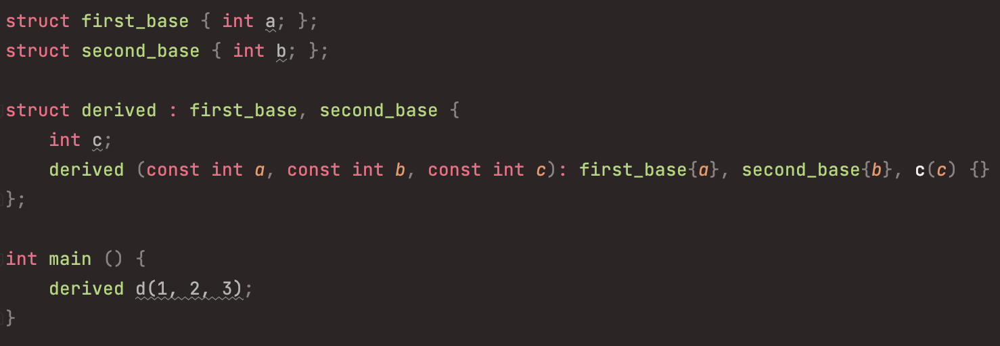 struct first_base { int a; };
struct second_base { int b; };

struct derived : first_base, second_base {
    int c;
    derived (const int a, const int b, const int c): first_base{a}, second_base{b}, c(c) {}
};

int main () {
    derived d(1, 2, 3);
}